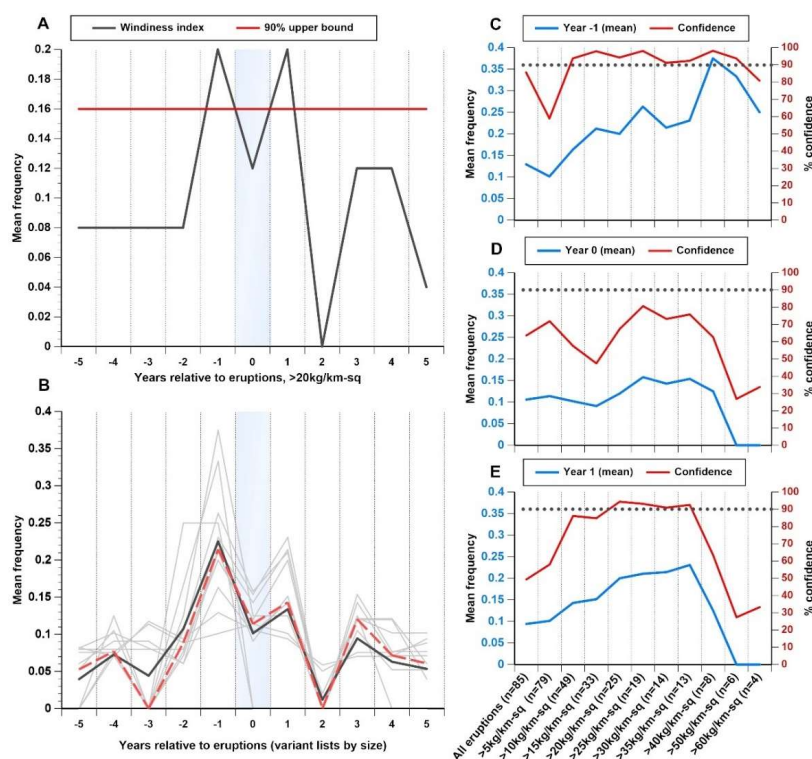 A
Windiness index
90% upper bound
Mean frequency
0.2
0.18
0.16
0.14
0.12
0.1
0.08
0.06
0.04
0.02
0
-5 -4 -3 -2 -1 0 1 2 3 4 5
Years relative to eruptions, >20kg/km-sq
B
Mean frequency
0.4
0.35
0.3
0.25
0.2
0.15
0.1
0.05
0
-5 -4 -3 -2 -1 0 1 2 3 4 5
Years relative to eruptions (variant lists by size)
C
Year -1 (mean)
Confidence
Mean frequency
0.4
0.35
0.3
0.25
0.2
0.15
0.1
0.05
0
100
90
80
70
60
50
40
30
20
10
0
% confidence
D
Year 0 (mean)
Confidence
Mean frequency
0.4
0.35
0.3
0.25
0.2
0.15
0.1
0.05
0
100
90
80
70
60
50
40
30
20
10
0
% confidence
E
Year 1 (mean)
Confidence
Mean frequency
0.4
0.35
0.3
0.25
0.2
0.15
0.1
0.05
0
100
90
80
70
60
50
40
30
20
10
0
% confidence
All eruptions (n=85)
>5kg/km-sq (n=79)
>10kg/km-sq (n=49)
>15kg/km-sq (n=33)
>20kg/km-sq (n=25)
>25kg/km-sq (n=19)
>30kg/km-sq (n=14)
>35kg/km-sq (n=13)
>40kg/km-sq (n=8)
>50kg/km-sq (n=6)
>60kg/km-sq (n=4)